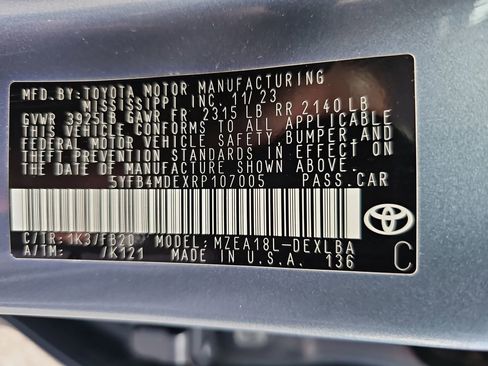 MFD.BY:TOYOTA MOTOR MANUFACTURING
MISSISSIPPI INC. 11/23
GVWR 3925LB GAWR FR 2315 LB RR 2140 LB
THIS VEHICLE CONFORMS TO ALL APPLICABLE
FEDERAL MOTOR VEHICLE SAFETY, BUMPER, AND
THEFT PREVENTION STANDARDS IN EFFECT ON
THE DATE OF MANUFACTURE SHOWN ABOVE.
5YFB4MDEXRP107005 PASS.CAR
C/TR:1K3/FB20 MODEL: MZEA18L-DEXLBA
A/TM: /K121 MADE IN U.S.A. 136
C